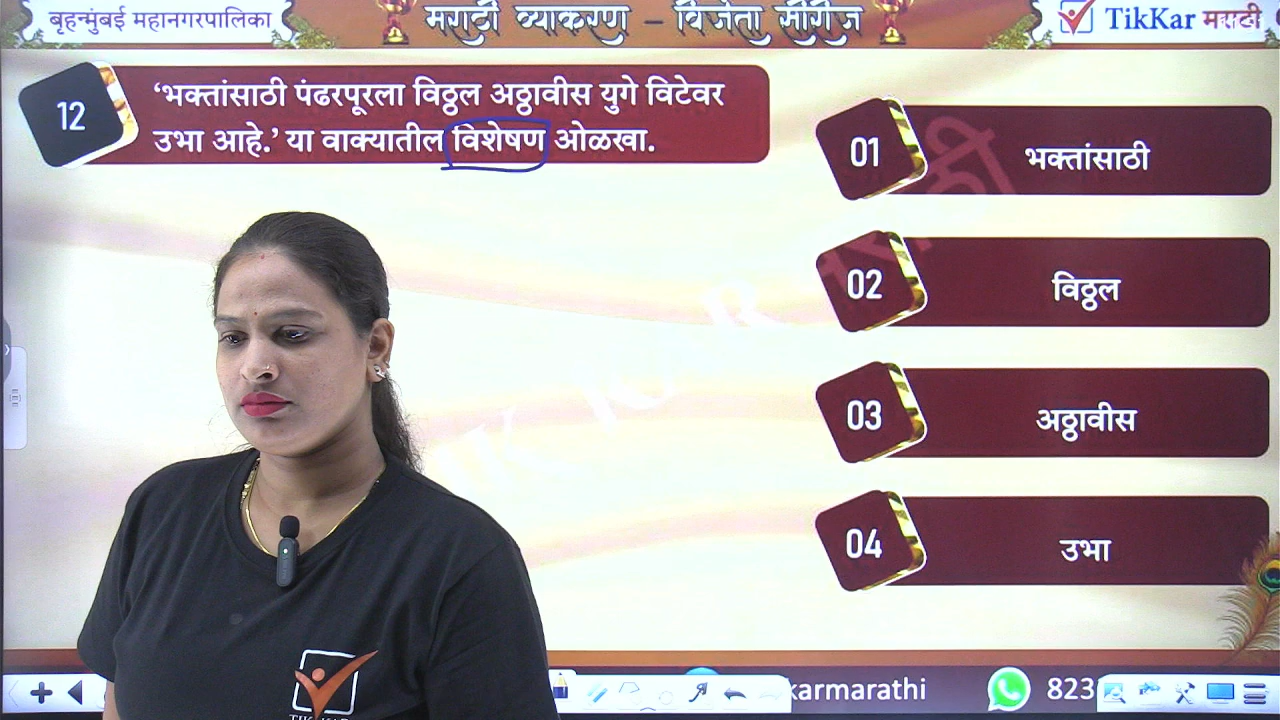 बृहन्मुंबई महानगरपालिका
मराठी व्याकरण – विजेता सीरिज
TikKar मराठी
12
‘भक्तांसाठी पंढरपूरला विठ्ठल अठ्ठावीस युगे विटेवर
उभा आहे.’ या वाक्यातील विशेषण ओळखा.
01
भक्तांसाठी
02
विठ्ठल
03
अठ्ठावीस
04
उभा
karmarathi
823